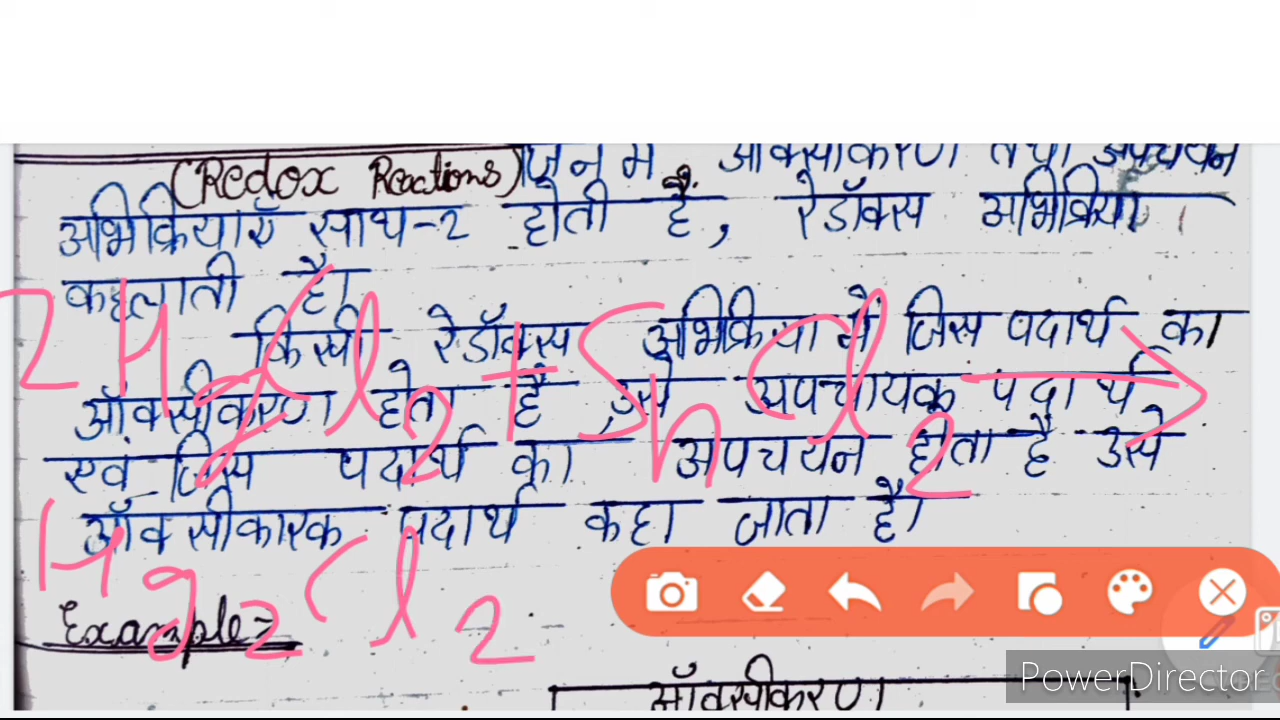 (Redox Reactions) जिनमें ऑक्सीकरण तथा अपचयन
अभिक्रियाएँ साथ-2 होती है, रेडॉक्स अभिक्रिया
कहलाती है।
किसी रेडॉक्स अभिक्रिया में जिस पदार्थ का
2HgCl2 + SnCl2 →
ऑक्सीकरण होता है उसे अपचायक पदार्थ
एवं जिस पदार्थ का अपचयन होता है उसे
ऑक्सीकारक पदार्थ कहा जाता है।
Hg2Cl2
Example-
ऑक्सीकरण
PowerDirector